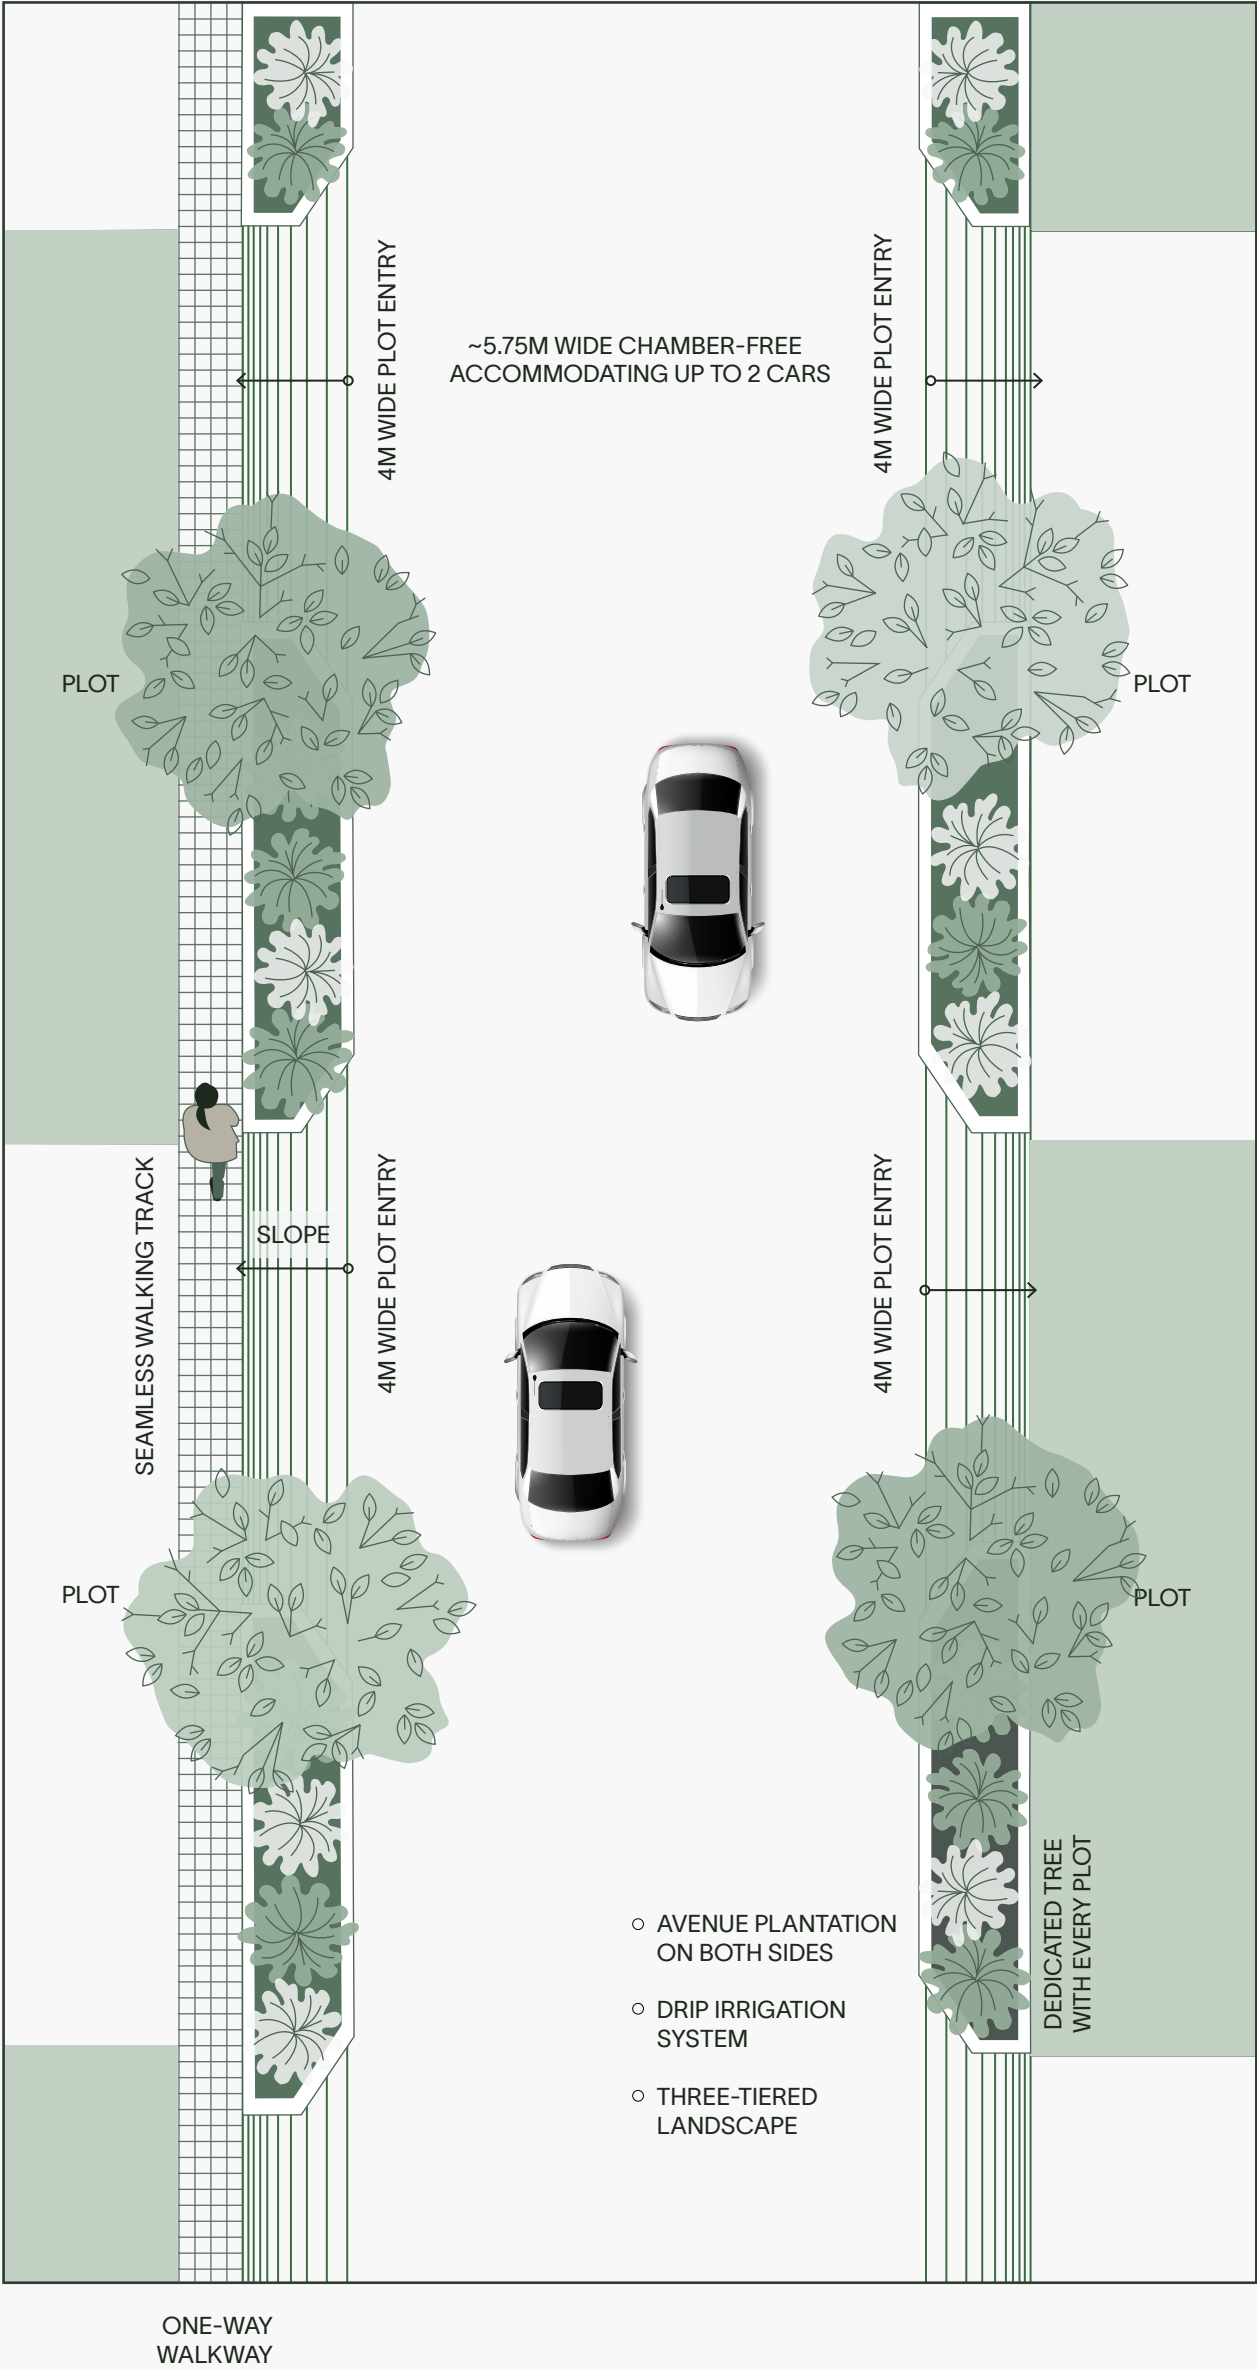 4M WIDE PLOT ENTRY
~5.75M WIDE CHAMBER-FREE
ACCOMMODATING UP TO 2 CARS
4M WIDE PLOT ENTRY
PLOT
PLOT
SEAMLESS WALKING TRACK
SLOPE
4M WIDE PLOT ENTRY
4M WIDE PLOT ENTRY
PLOT
PLOT
AVENUE PLANTATION
ON BOTH SIDES
DRIP IRRIGATION
SYSTEM
THREE-TIERED
LANDSCAPE
DEDICATED TREE
WITH EVERY PLOT
ONE-WAY
WALKWAY